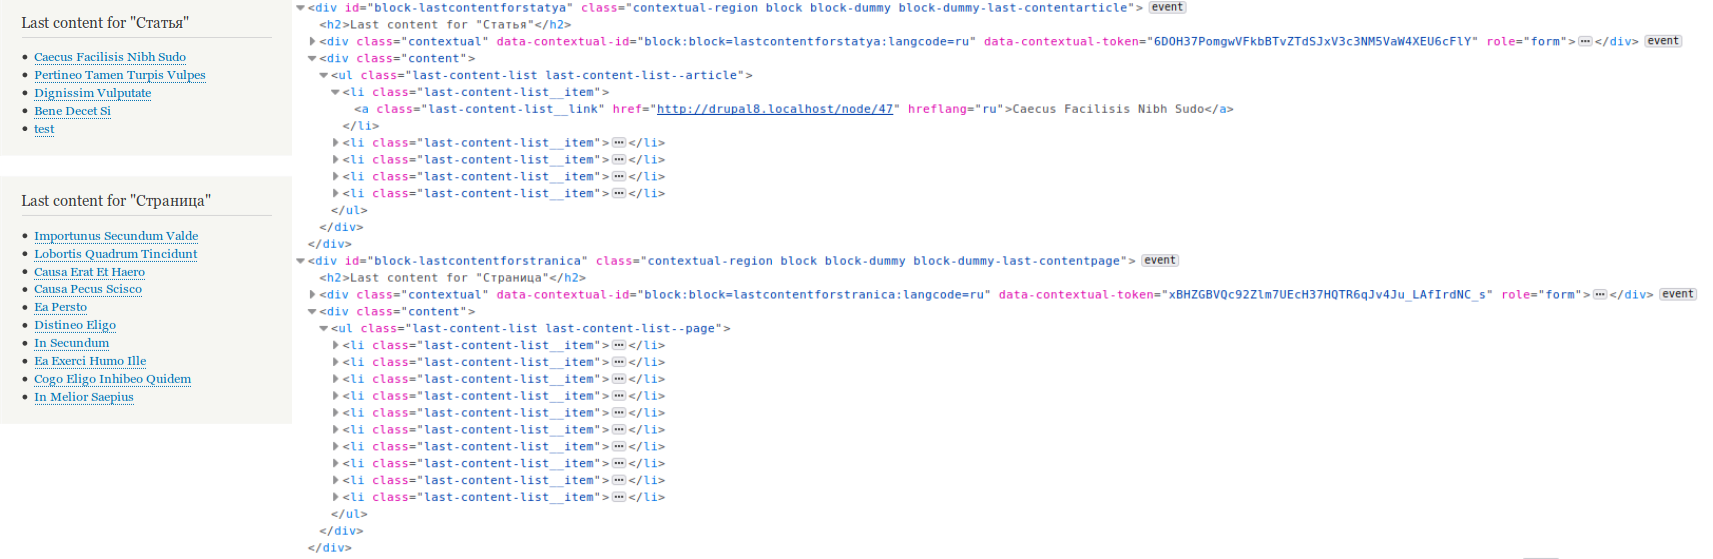 Last content for "Статья"
Caecus Facilisis Nibh Sudo
Pertineo Tamen Turpis Vulpes
Dignissim Vulputate
Bene Decet Si
test
Last content for "Страница"
Importunus Secundum Valde
Lobortis Quadrum Tincidunt
Causa Erat Et Haero
Causa Pecus Scisco
Ea Persto
Distineo Eligo
In Secundum
Ea Exerci Humo Ille
Cogo Eligo Inhibeo Quidem
In Melior Saepius
<div id="block-lastcontentforstatya" class="contextual-region block block-dummy block-dummy-last-contentarticle"> event
<h2>Last content for "Статья"</h2>
<div class="contextual" data-contextual-id="block:block=lastcontentforstatya:langcode=ru" data-contextual-token="6DOH37PomgwVFkbBTvZTdSJxV3c3NM5VaW4XEU6cFlY" role="form">⋯</div> event
<div class="content">
<ul class="last-content-list last-content-list--article">
<li class="last-content-list__item">
<a class="last-content-list__link" href="http://drupal8.localhost/node/47" hreflang="ru">Caecus Facilisis Nibh Sudo</a>
</li>
<li class="last-content-list__item">⋯</li>
<li class="last-content-list__item">⋯</li>
<li class="last-content-list__item">⋯</li>
<li class="last-content-list__item">⋯</li>
</ul>
</div>
</div>
<div id="block-lastcontentforstranica" class="contextual-region block block-dummy block-dummy-last-contentpage"> event
<h2>Last content for "Страница"</h2>
<div class="contextual" data-contextual-id="block:block=lastcontentforstranica:langcode=ru" data-contextual-token="xBHZGBVQc92Zlm7UEcH37HQTR6qJv4Ju_LAfIrdNC_s" role="form">⋯</div> event
<div class="content">
<ul class="last-content-list last-content-list--page">
<li class="last-content-list__item">⋯</li>
<li class="last-content-list__item">⋯</li>
<li class="last-content-list__item">⋯</li>
<li class="last-content-list__item">⋯</li>
<li class="last-content-list__item">⋯</li>
<li class="last-content-list__item">⋯</li>
<li class="last-content-list__item">⋯</li>
<li class="last-content-list__item">⋯</li>
<li class="last-content-list__item">⋯</li>
<li class="last-content-list__item">⋯</li>
</ul>
</div>
</div>